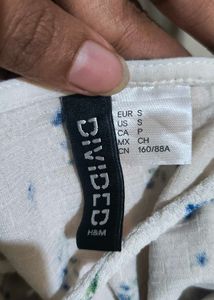 DIVIDED
H&M
EUR S
US S
CA P
MX CH
CN 160/88A